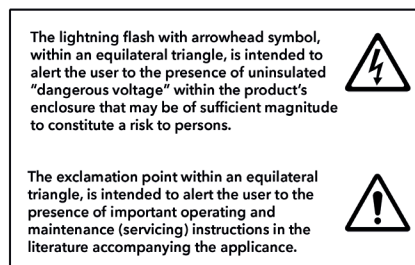 The lightning flash with arrowhead symbol,
within an equilateral triangle, is intended to
alert the user to the presence of uninsulated
“dangerous voltage” within the product’s
enclosure that may be of sufficient magnitude
to constitute a risk to persons.
The exclamation point within an equilateral
triangle, is intended to alert the user to the
presence of important operating and
maintenance (servicing) instructions in the
literature accompanying the applicance.